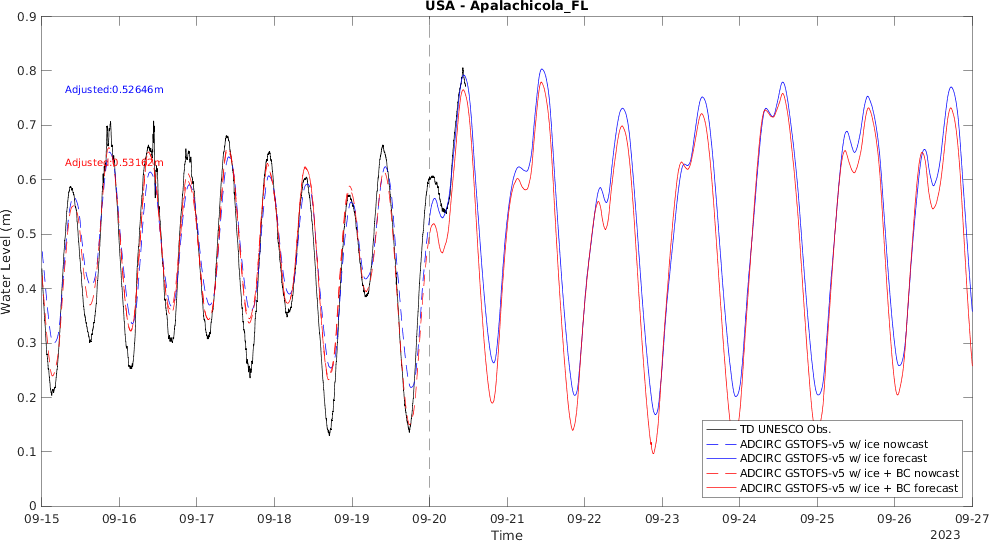 USA - Apalachicola_FL
0.9
0.8
0.7
0.6
0.5
0.4
0.3
0.2
0.1
0
Water Level (m)
Adjusted:0.52646m
Adjusted:0.53162m
TD UNESCO Obs.
ADCIRC GSTOFS-v5 w/ ice nowcast
ADCIRC GSTOFS-v5 w/ ice forecast
ADCIRC GSTOFS-v5 w/ ice + BC nowcast
ADCIRC GSTOFS-v5 w/ ice + BC forecast
09-15 09-16 09-17 09-18 09-19 09-20 09-21 09-22 09-23 09-24 09-25 09-26 09-27
Time
2023